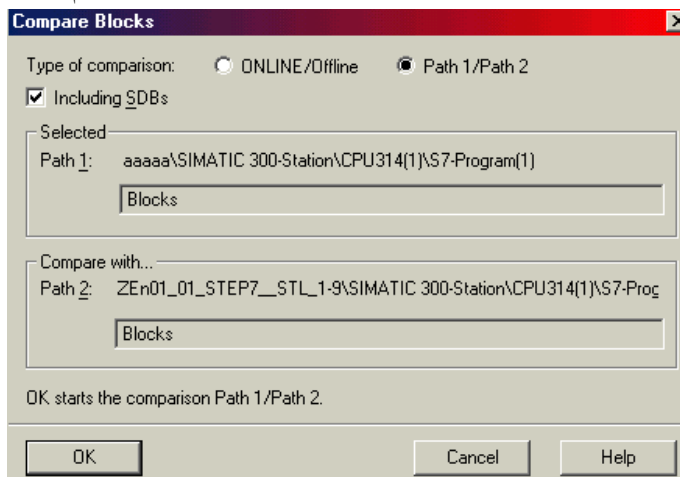 Compare Blocks
Type of comparison: ONLINE/Offline Path 1/Path 2
Including SDBs
Selected
Path 1: aaaaa\SIMATIC 300-Station\CPU314(1)\S7-Program(1)
Blocks
Compare with...
Path 2: ZEn01_01_STEP7__STL_1-9\SIMATIC 300-Station\CPU314(1)\S7-Prog
Blocks
OK starts the comparison Path 1/Path 2.
OK Cancel Help